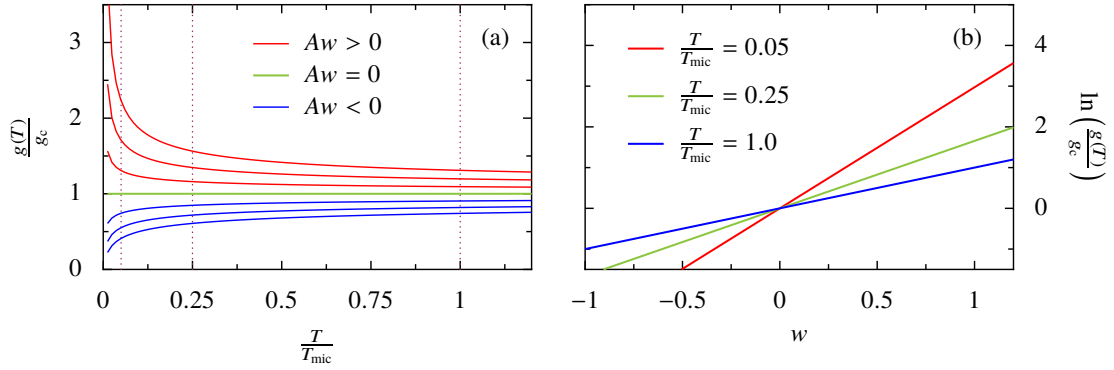 (a)
Aw > 0
Aw = 0
Aw < 0
3
2
1
0
g(T)/g_c
0 0.25 0.5 0.75 1
T/T_mic
(b)
T/T_mic = 0.05
T/T_mic = 0.25
T/T_mic = 1.0
4
2
0
ln (g(T)/g_c)
−1 −0.5 0 0.5 1
w